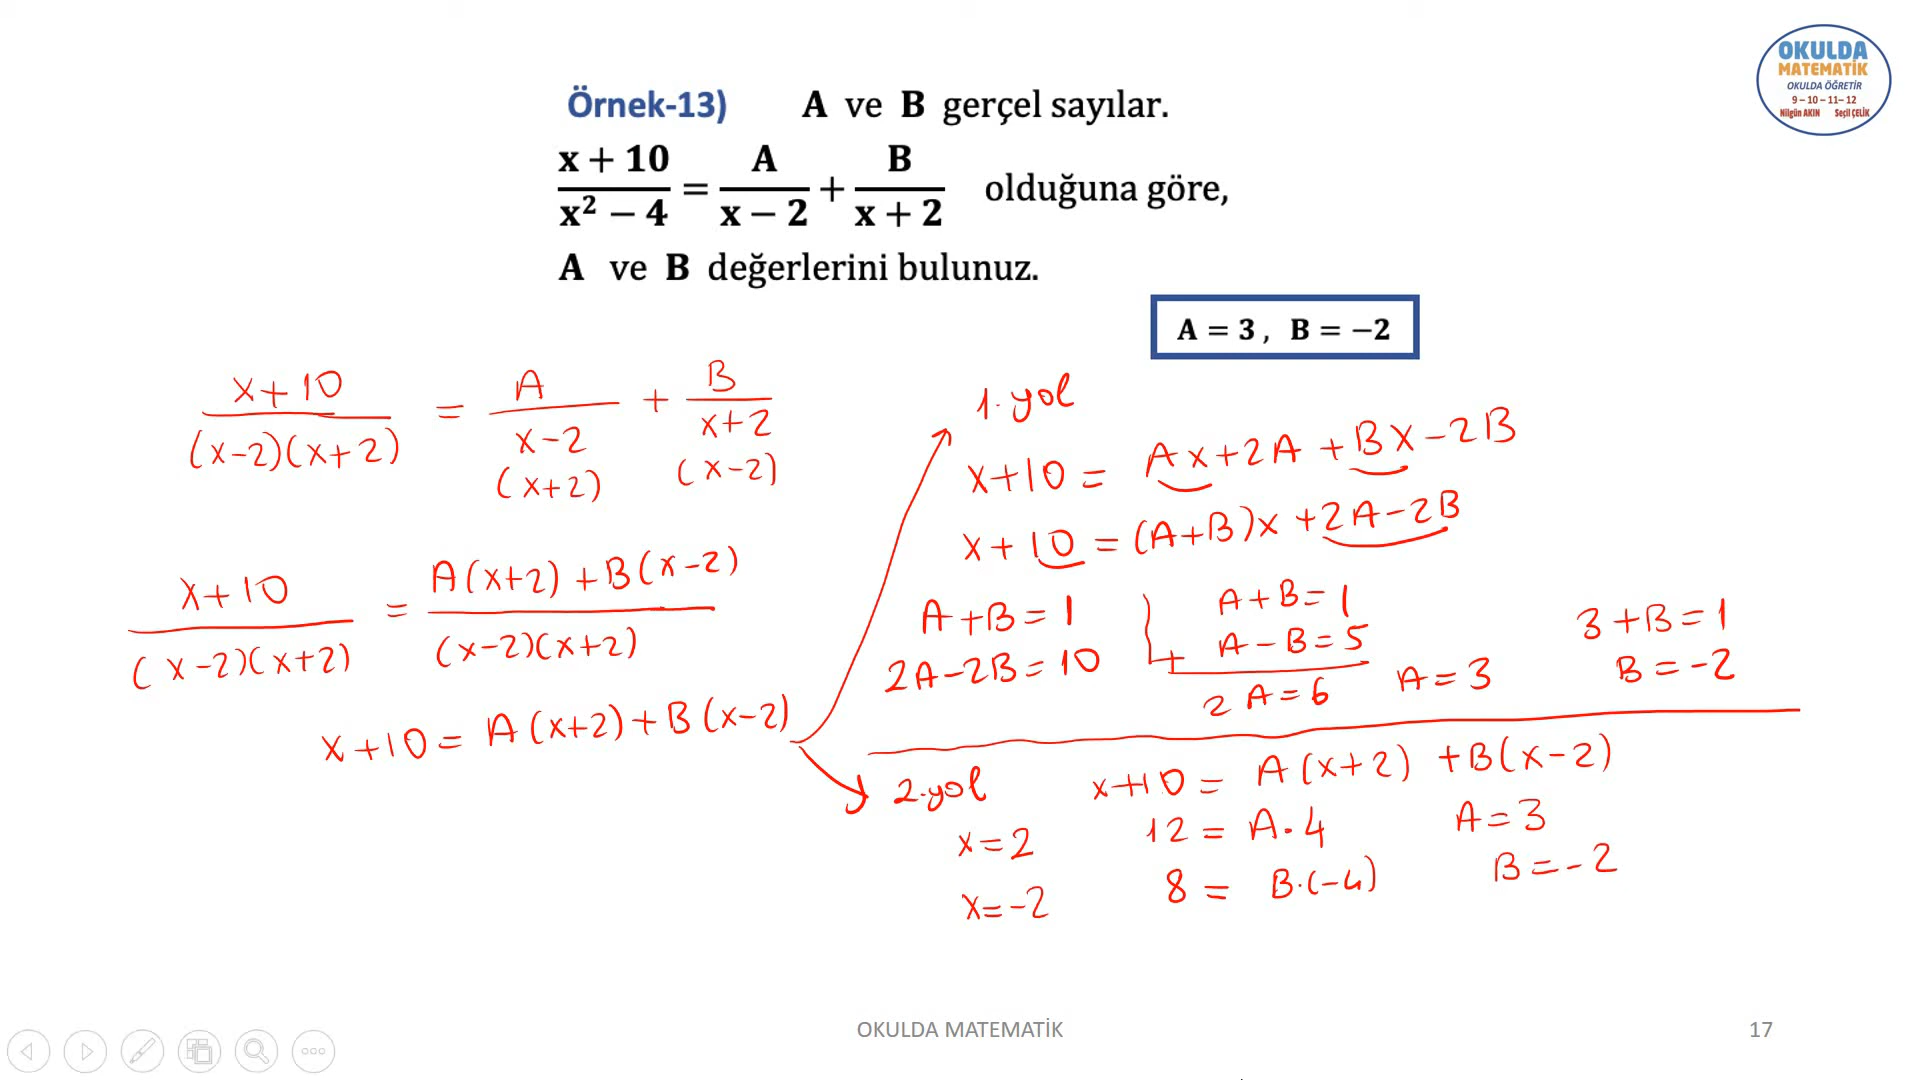 OKULDA
MATEMATİK
OKULDA ÖĞRETİR
9 – 10 – 11– 12
Nilgün AKIN Seçil ÇELİK
Örnek-13) A ve B gerçel sayılar.
(x + 10)/(x² − 4) = A/(x − 2) + B/(x + 2) olduğuna göre,
A ve B değerlerini bulunuz.
A = 3 , B = −2
(x+10)/((x-2)(x+2)) = A/(x-2) + B/(x+2)
(x+2) (x-2)
(x+10)/((x-2)(x+2)) = (A(x+2)+B(x-2))/((x-2)(x+2))
x+10 = A(x+2)+B(x-2)
1.yol
x+10 = Ax+2A+Bx-2B
x+10 = (A+B)x+2A-2B
A+B=1
2A-2B=10
A+B=1
+ A-B=5
2A=6 A=3
3+B=1
B=-2
2.yol x+10 = A(x+2) +B(x-2)
x=2 12 = A.4 A=3
x=-2 8 = B.(-4) B=-2
OKULDA MATEMATİK
17